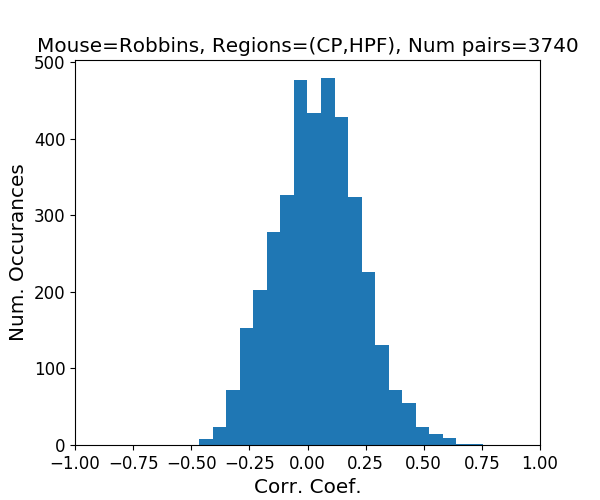 Mouse=Robbins, Regions=(CP,HPF), Num pairs=3740
500
400
300
200
100
0
Num. Occurances
−1.00 −0.75 −0.50 −0.25 0.00 0.25 0.50 0.75 1.00
Corr. Coef.